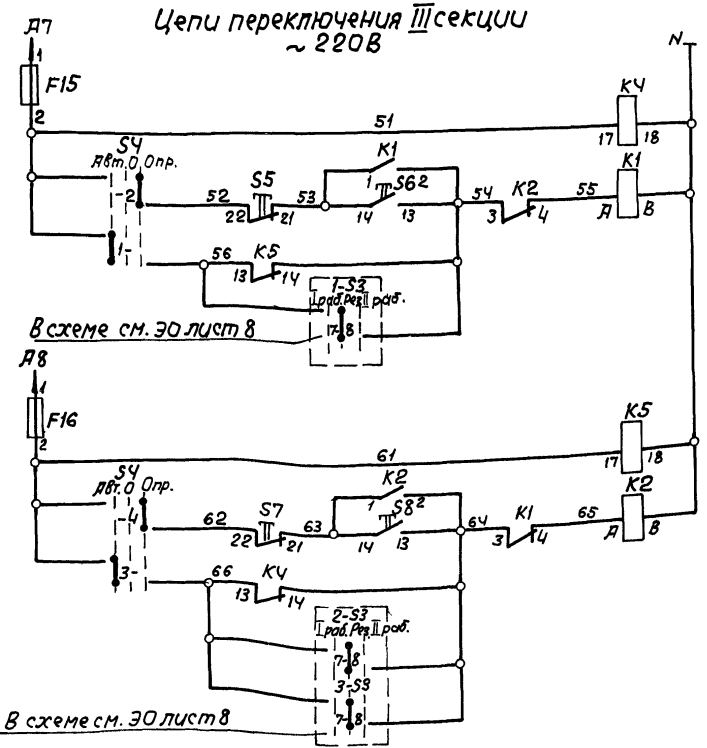 Цепи переключения III секции
~ 220В
А7
N
1
F15
2
51
К4
17 18
S4
Авт. О Опр.
К1
1 2
S6
14 13
2
52
S5
22 21
53
54
К2
3 4
55
К1
А В
1
56
К5
13 14
1-S3
I раб. Рез. II раб.
7-8
В схеме см. ЭО лист 8
А8
1
F16
2
61
К5
17 18
S4
Авт. О Опр.
К2
1 2
S8
14 13
4
62
S7
22 21
63
64
К1
3 4
65
К2
А В
3
66
К4
13 14
2-S3
I раб. Рез. II раб.
7-8
3-S3
7-8
В схеме см. ЭО лист 8